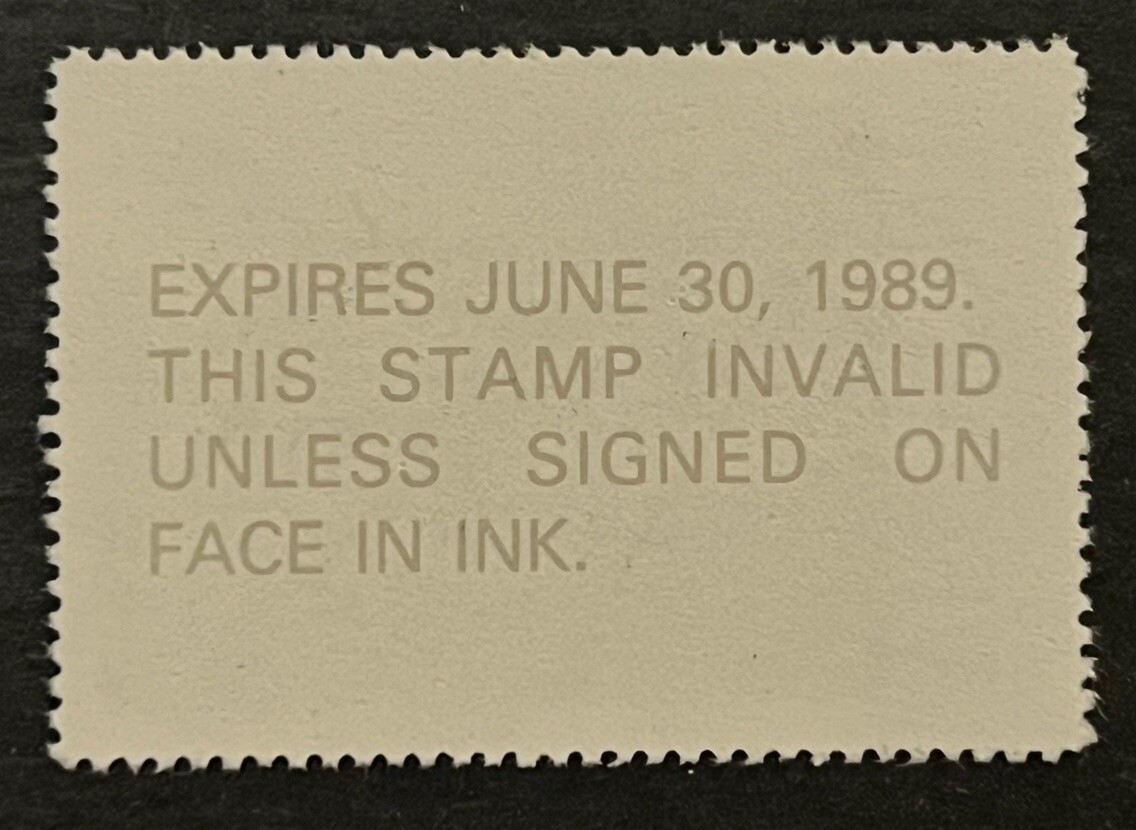 EXPIRES JUNE 30, 1989.
THIS STAMP INVALID
UNLESS SIGNED ON
FACE IN INK.